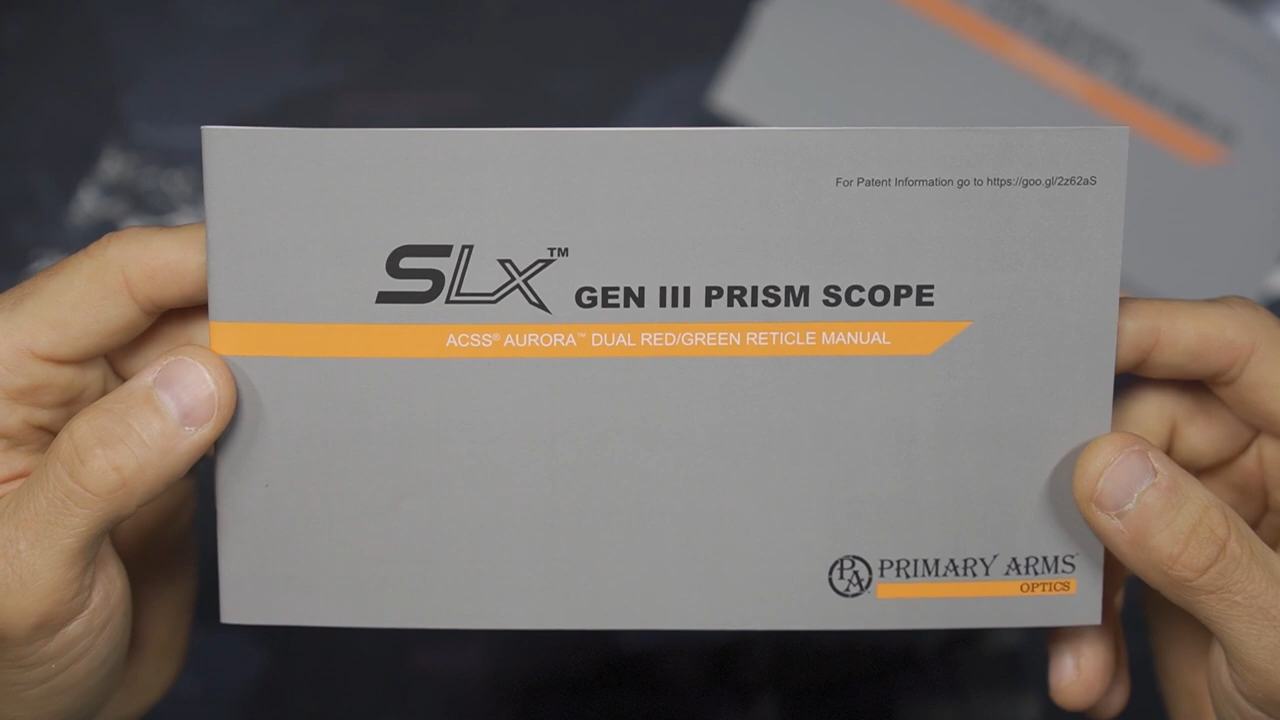 For Patent Information go to https://goo.gl/2z62aS
SLX™ GEN III PRISM SCOPE
ACSS® AURORA™ DUAL RED/GREEN RETICLE MANUAL
PA PRIMARY ARMS
OPTICS